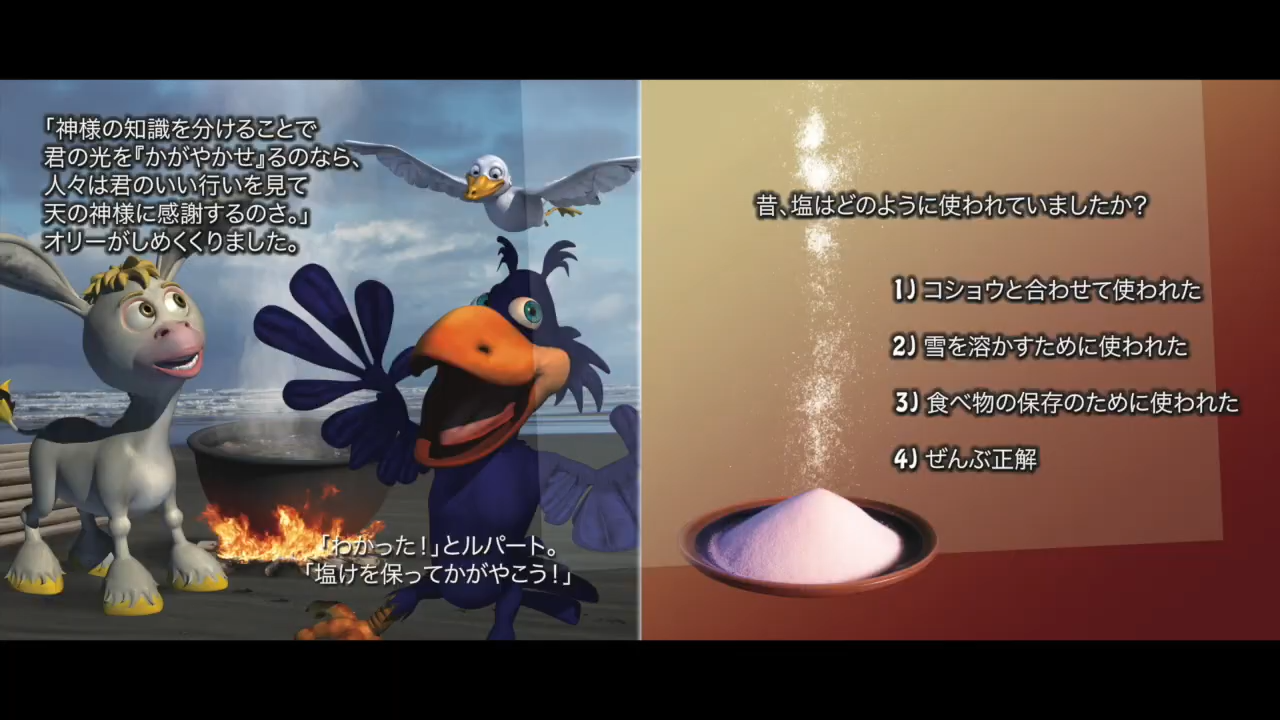 「神様の知識を分けることで
君の光を『かがやかせ』るのなら、
人々は君のいい行いを見て
天の神様に感謝するのさ。」
オリーがしめくくりました。
「わかった！」とルパート。
「塩けを保ってかがやこう！」
昔、塩はどのように使われていましたか？
1) コショウと合わせて使われた
2) 雪を溶かすために使われた
3) 食べ物の保存のために使われた
4) ぜんぶ正解